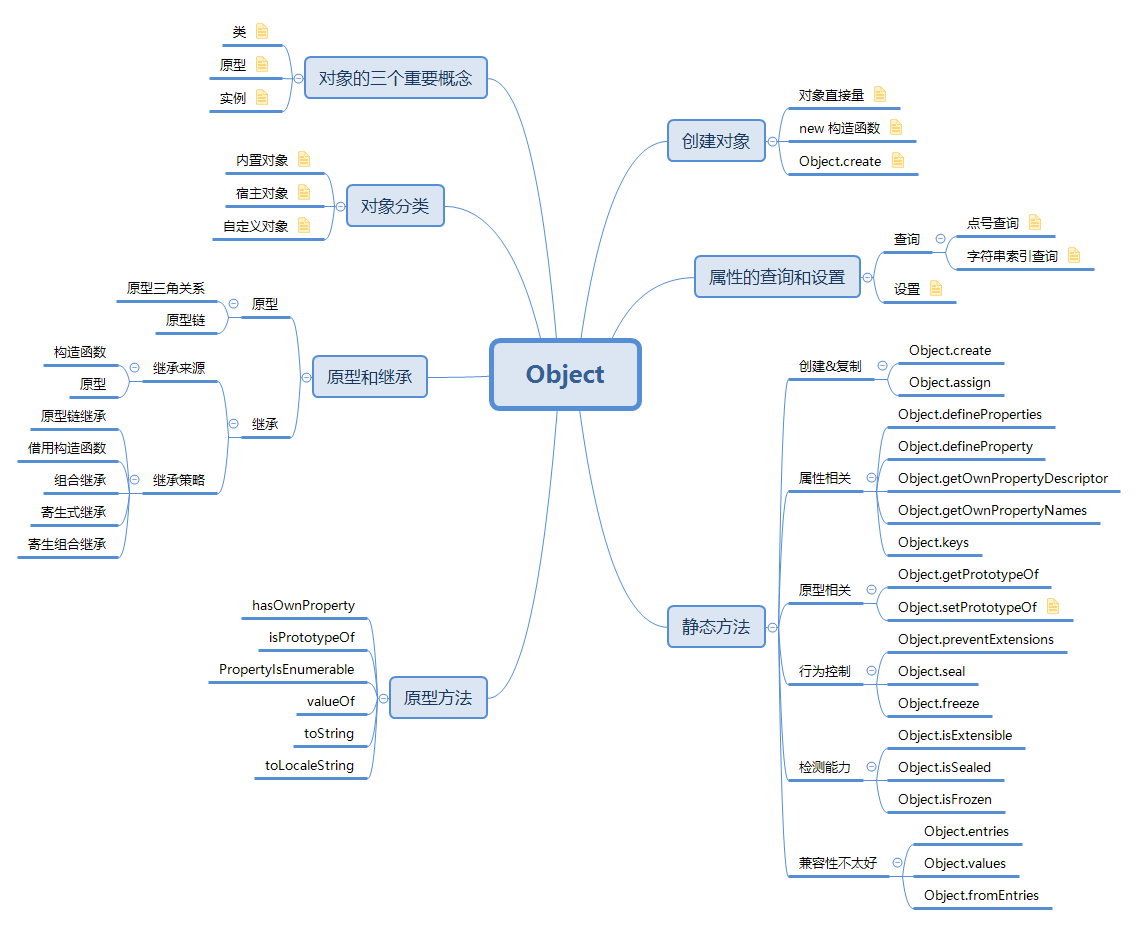 Object
对象的三个重要概念
类
原型
实例
对象分类
内置对象
宿主对象
自定义对象
原型和继承
原型
原型三角关系
原型链
继承
继承来源
构造函数
原型
继承策略
原型链继承
借用构造函数
组合继承
寄生式继承
寄生组合继承
原型方法
hasOwnProperty
isPrototypeOf
PropertyIsEnumerable
valueOf
toString
toLocaleString
创建对象
对象直接量
new 构造函数
Object.create
属性的查询和设置
查询
点号查询
字符串索引查询
设置
静态方法
创建&复制
Object.create
Object.assign
属性相关
Object.defineProperties
Object.defineProperty
Object.getOwnPropertyDescriptor
Object.getOwnPropertyNames
Object.keys
原型相关
Object.getPrototypeOf
Object.setPrototypeOf
行为控制
Object.preventExtensions
Object.seal
Object.freeze
检测能力
Object.isExtensible
Object.isSealed
Object.isFrozen
兼容性不太好
Object.entries
Object.values
Object.fromEntries